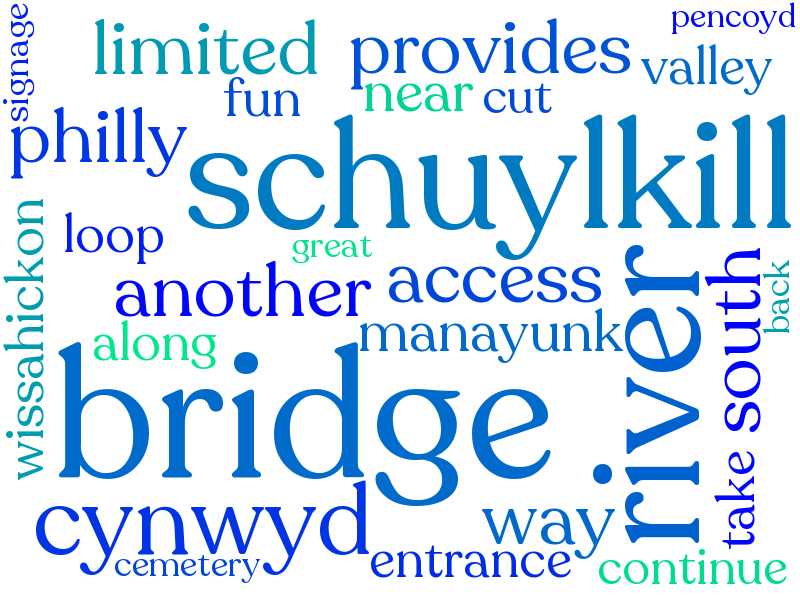 signage
pencoyd
limited
provides
valley
fun
near
cut
philly
schuylkill
wissahickon
loop
great
another
access
river
south
back
along
manayunk
bridge
take
cynwyd
way
cemetery
entrance
continue